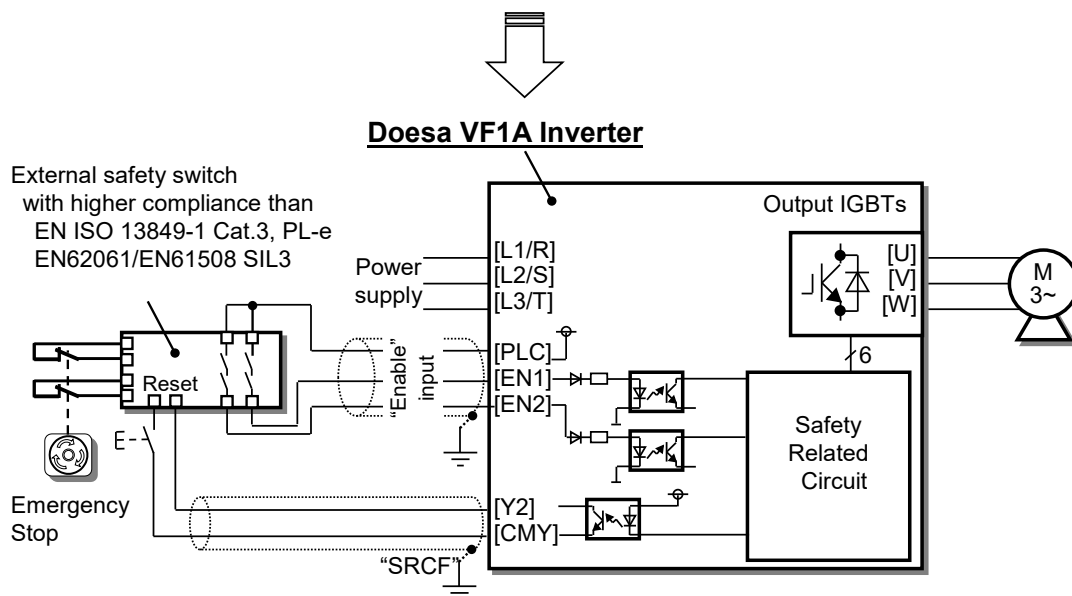 Doesa VF1A Inverter
External safety switch
with higher compliance than
EN ISO 13849-1 Cat.3, PL-e
EN62061/EN61508 SIL3
Power
supply
[L1/R]
[L2/S]
[L3/T]
Output IGBTs
[U]
[V]
[W]
M
3~
6
Reset
"Enable"
input
[PLC]
[EN1]
[EN2]
Safety
Related
Circuit
Emergency
Stop
[Y2]
[CMY]
"SRCF"